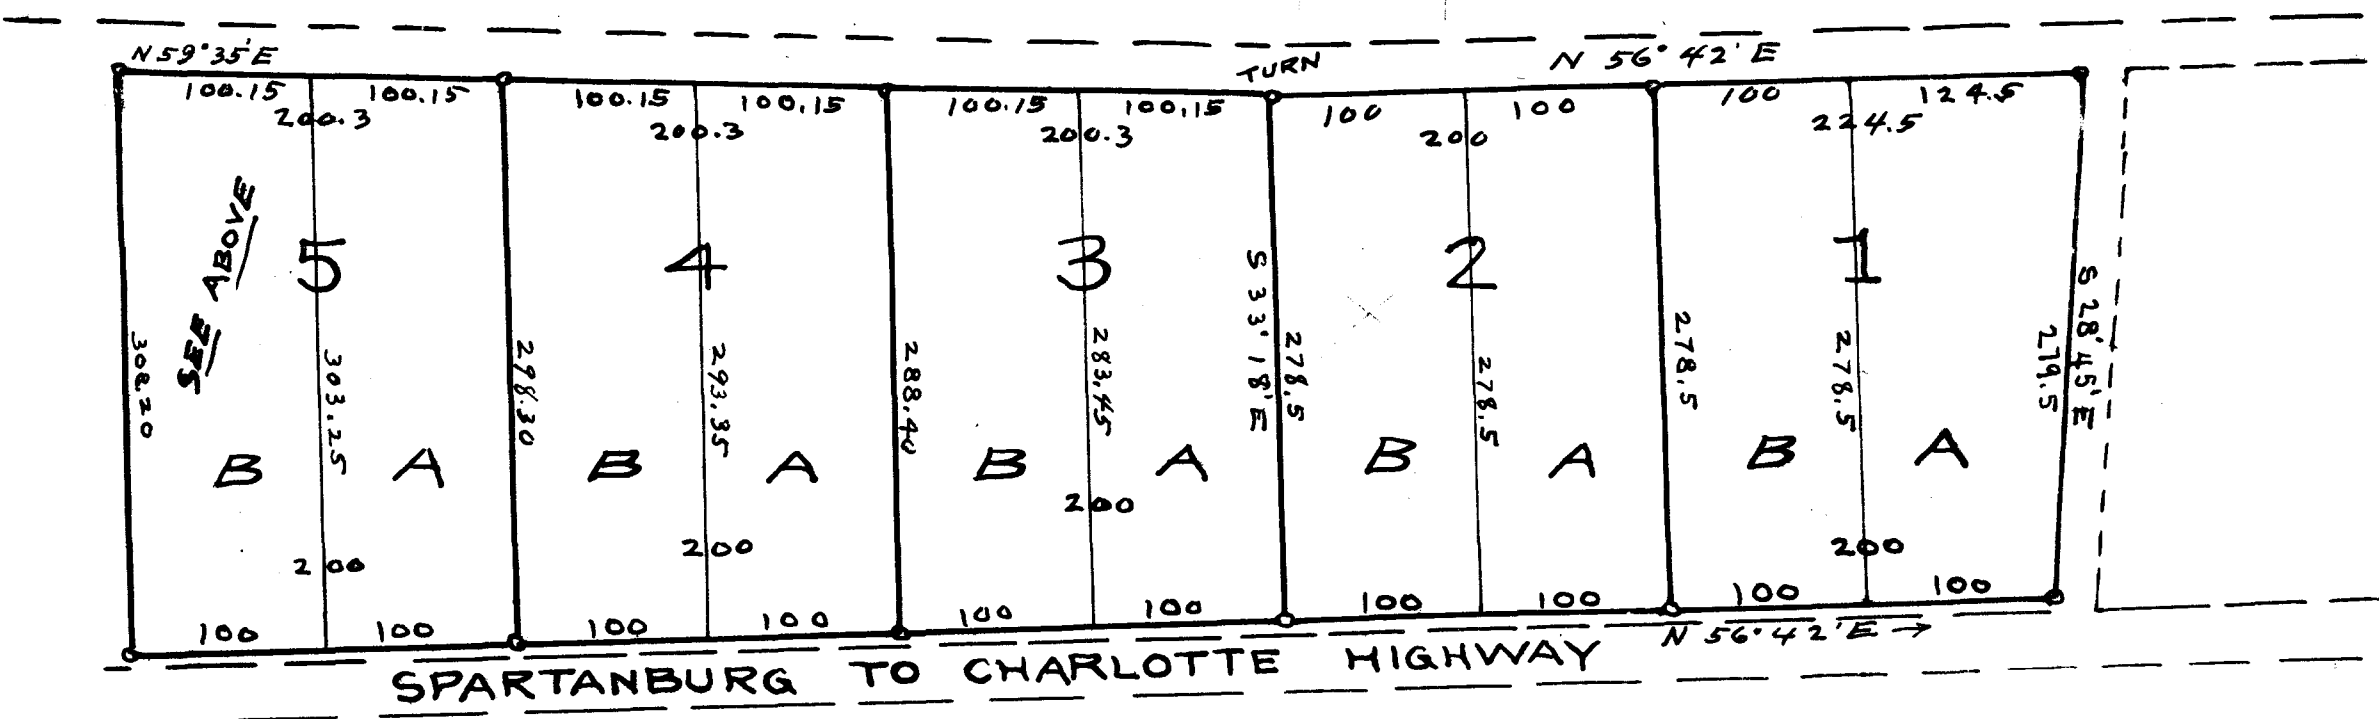 N 59°35'E
TURN
N 56°42'E
100.15
100.15
100.15
100.15
100.15
100.15
100
100
100
124.5
200.3
200.3
200.3
200
224.5
SEE ABOVE
5
4
3
2
1
308.20
303.25
298.30
293.35
288.40
283.45
S 33°18'E
278.5
278.5
278.5
278.5
279.5
S 28°45'E
B
A
B
A
B
A
B
A
B
A
200
200
200
200
100
100
100
100
100
100
100
100
100
100
N 56°42'E
SPARTANBURG TO CHARLOTTE HIGHWAY